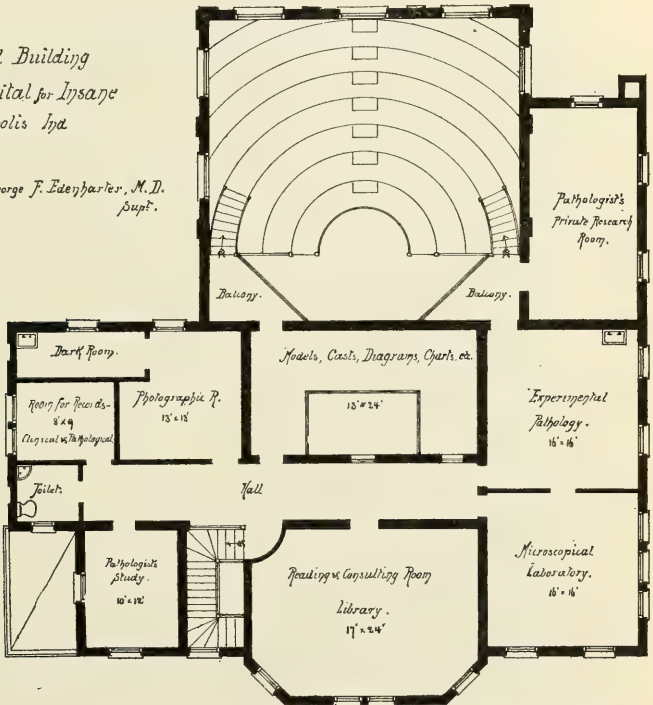 l Building
ital for Insane
olis Ind
orge F. Edenharter, M.D.
Supt.
Pathologist's
Private Research
Room.
Balcony.
Balcony.
Dark Room.
Models, Casts, Diagrams, Charts. etc.
13' x 24'
Room for Records-
8' x 9
Clinical & Pathological
Photographic R.
13' x 13'
Experimental
Pathology.
16' x 16'
Toilet.
Hall
Pathologists
Study.
10' x 12'
Reading & Consulting Room
Library.
17' x 24'
Microscopical
Laboratory.
16' x 16'